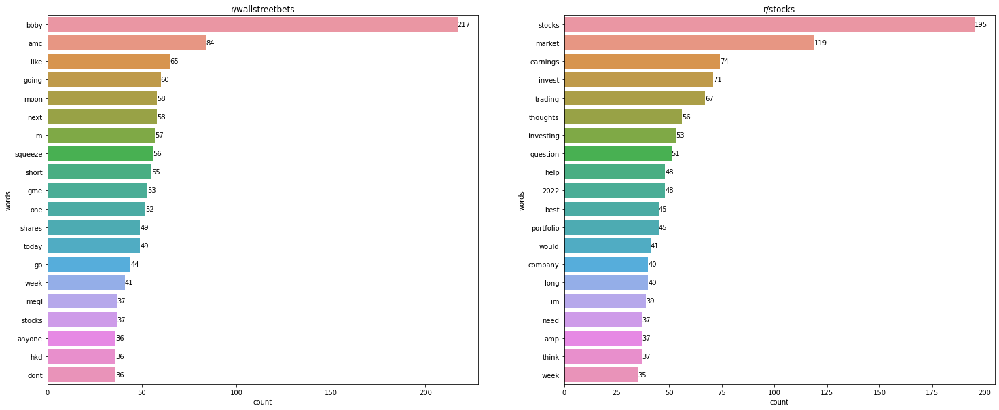 r/wallstreetbets
words
bbby 217
amc 84
like 65
going 60
moon 58
next 58
im 57
squeeze 56
short 55
gme 53
one 52
shares 49
today 49
go 44
week 41
megl 37
stocks 37
anyone 36
hkd 36
dont 36
0 50 100 150 200
count
r/stocks
words
stocks 195
market 119
earnings 74
invest 71
trading 67
thoughts 56
investing 53
question 51
help 48
2022 48
best 45
portfolio 45
would 41
company 40
long 40
im 39
need 37
amp 37
think 37
week 35
0 25 50 75 100 125 150 175 200
count